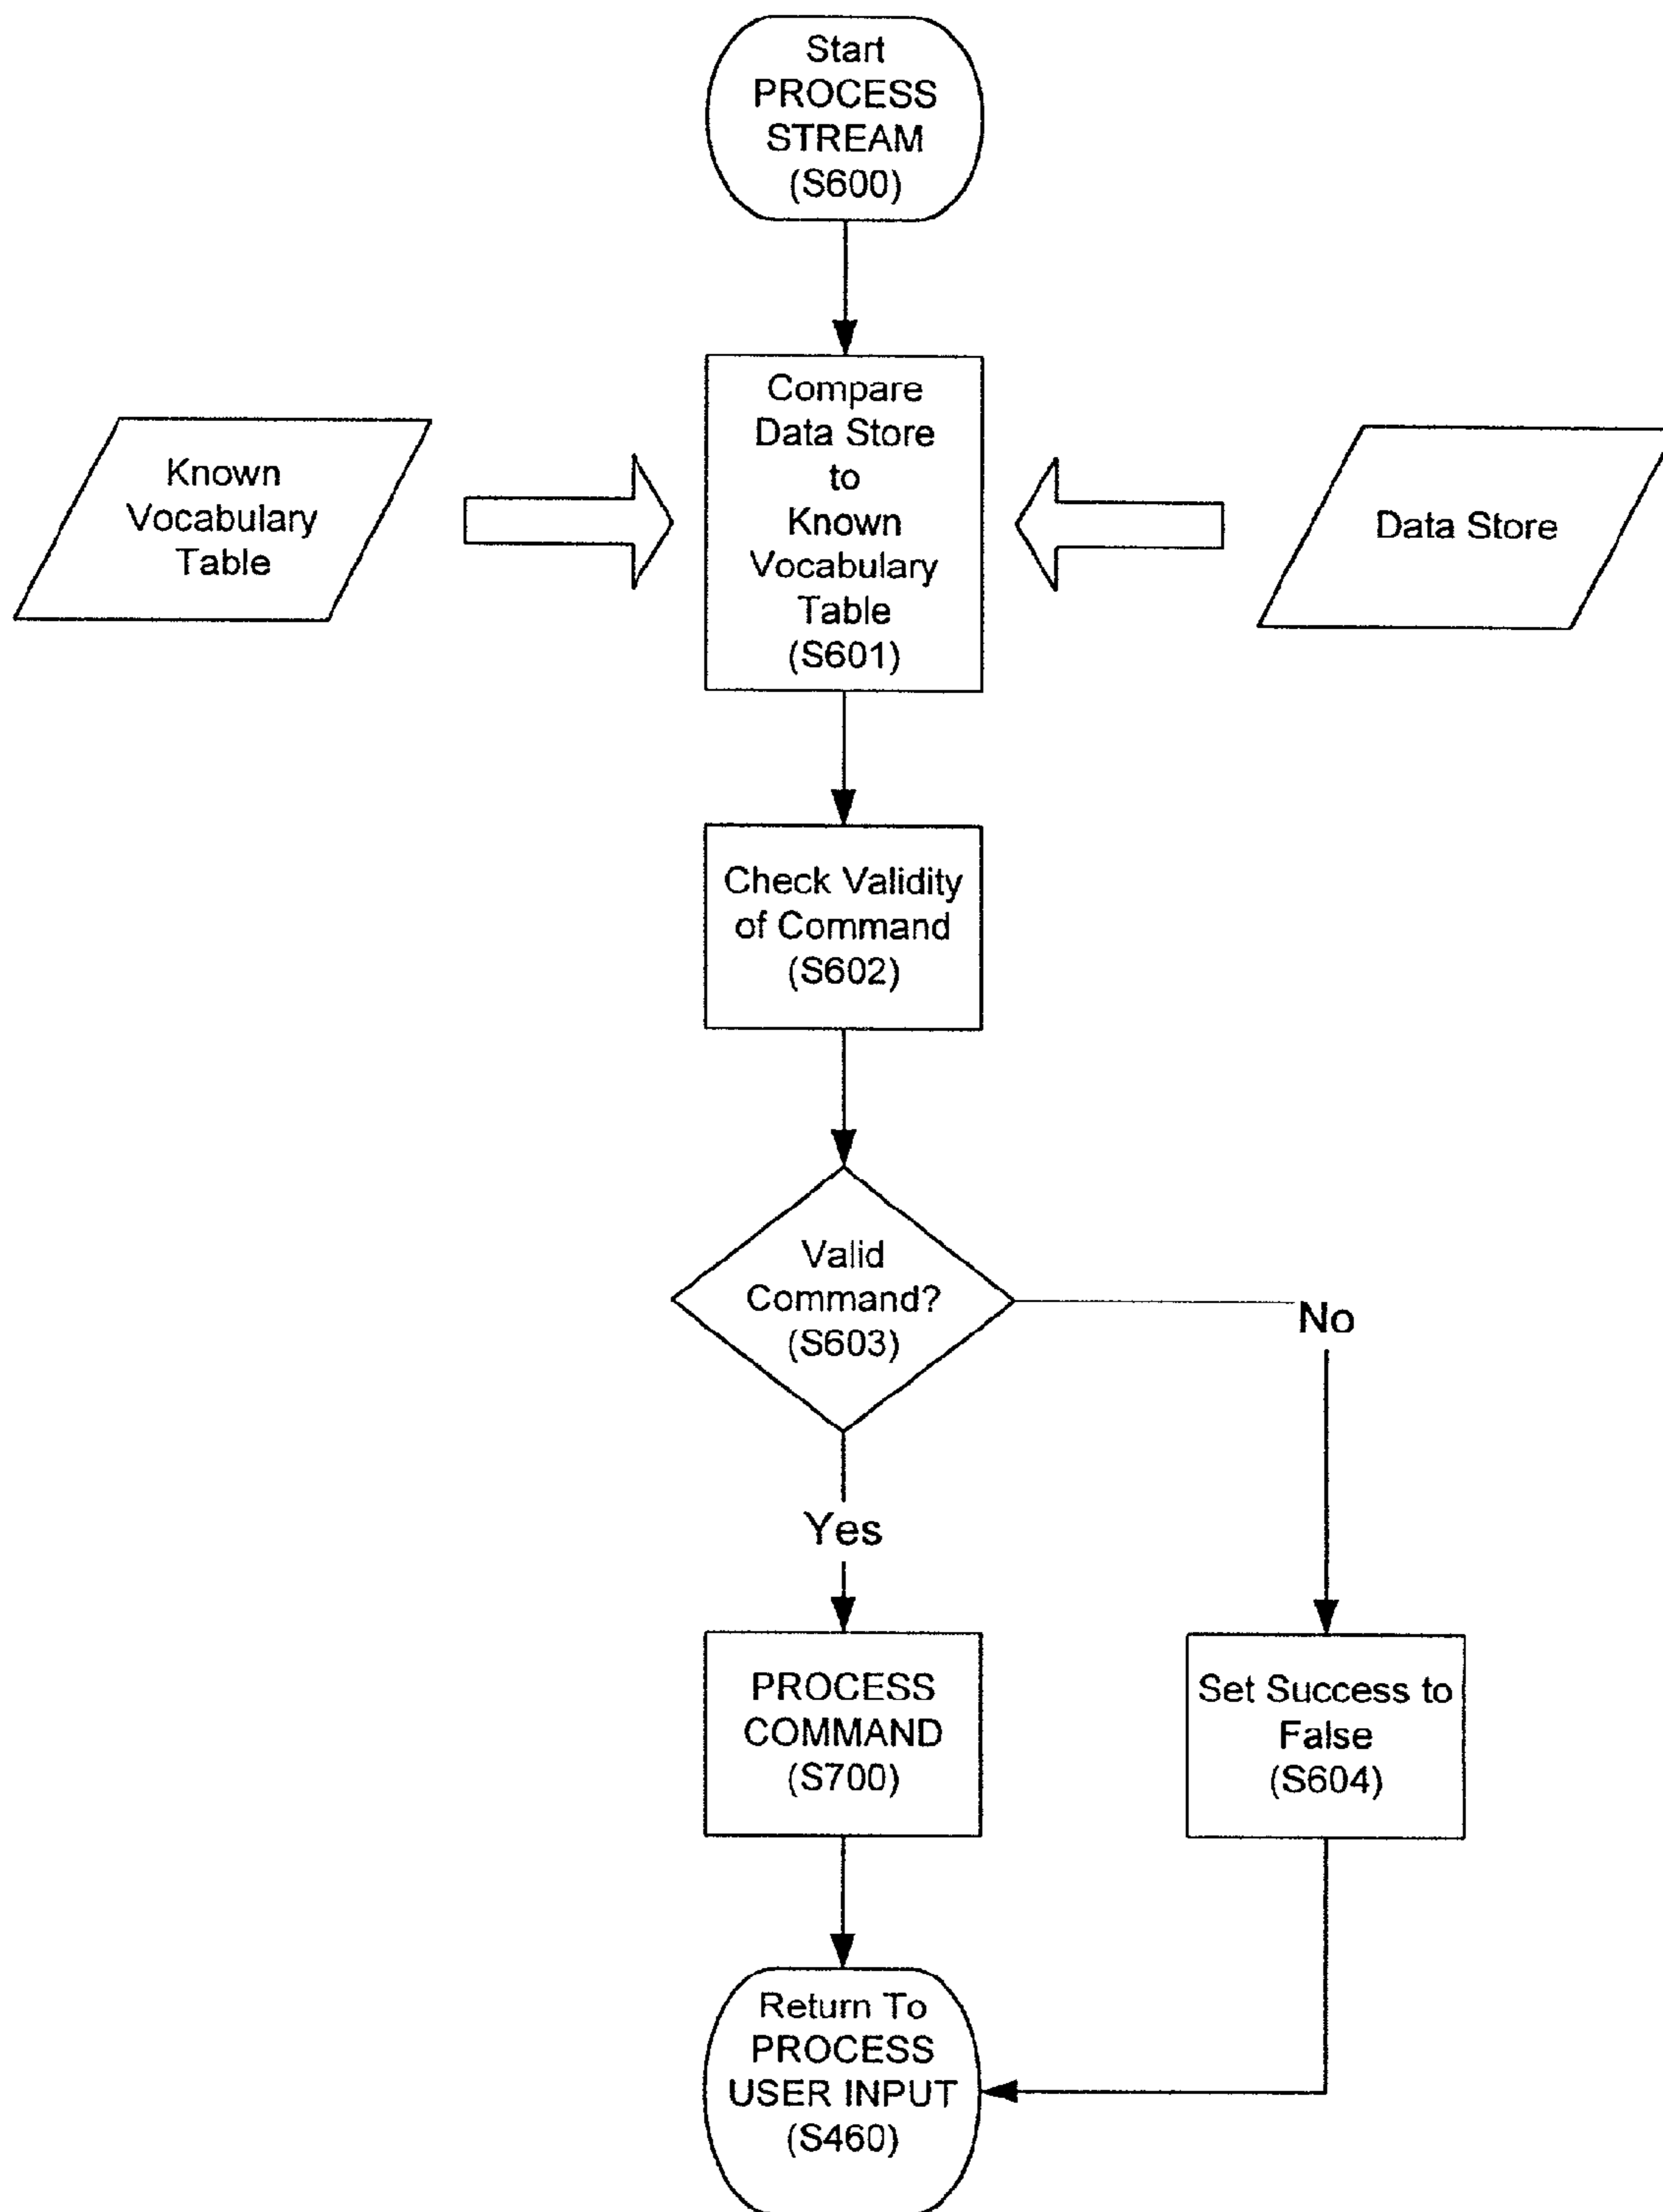 Start
PROCESS
STREAM
(S600)
Known
Vocabulary
Table
Compare
Data Store
to
Known
Vocabulary
Table
(S601)
Data Store
Check Validity
of Command
(S602)
Valid
Command?
(S603)
No
Yes
PROCESS
COMMAND
(S700)
Set Success to
False
(S604)
Return To
PROCESS
USER INPUT
(S460)